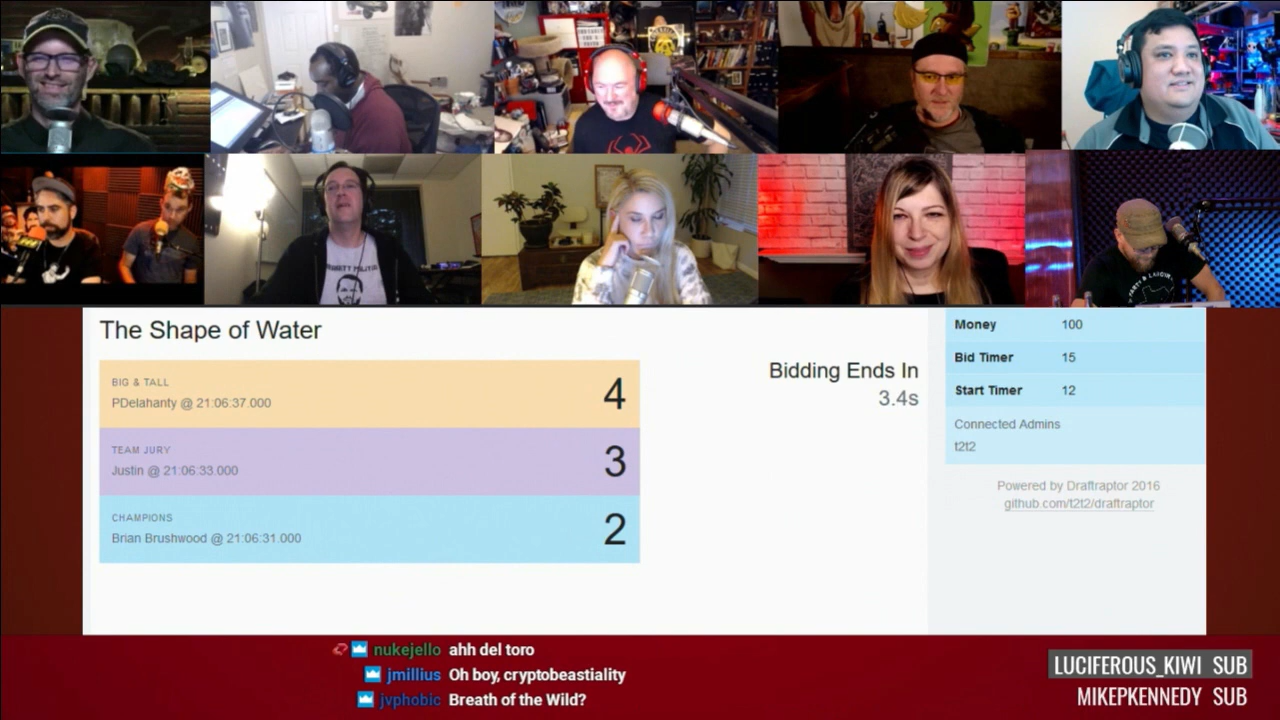 The Shape of Water
BIG & TALL
PDelahanty @ 21:06:37.000
4
TEAM JURY
Justin @ 21:06:33.000
3
CHAMPIONS
Brian Brushwood @ 21:06:31.000
2
Bidding Ends In
3.4s
Money 100
Bid Timer 15
Start Timer 12
Connected Admins
t2t2
Powered by Draftraptor 2016
github.com/t2t2/draftraptor
nukejello ahh del toro
jmillius Oh boy, cryptobeastiality
jvphobic Breath of the Wild?
LUCIFEROUS_KIWI SUB
MIKEPKENNEDY SUB